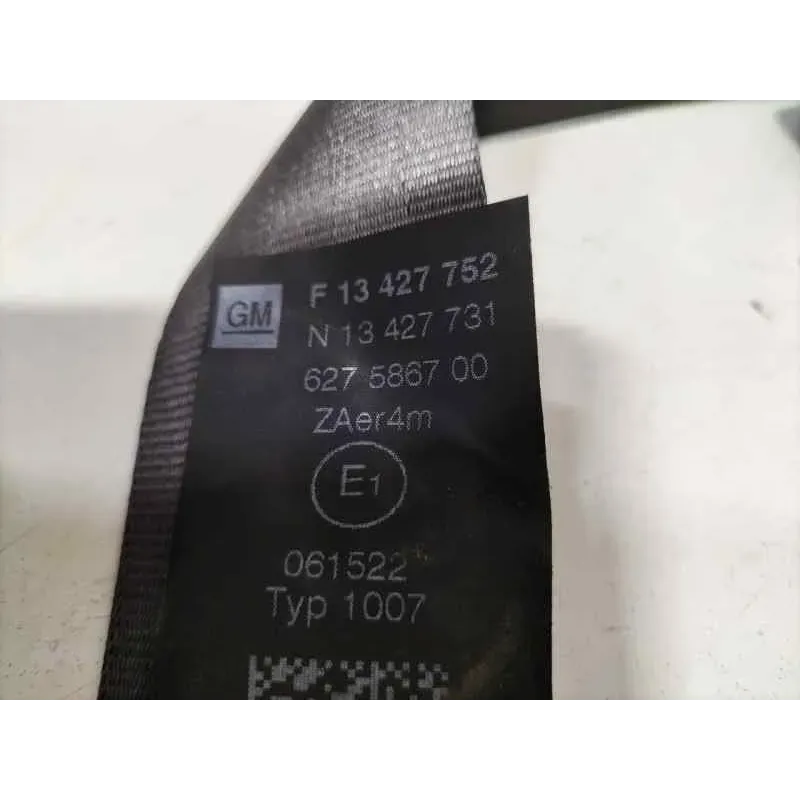 GM
F 13 427 752
N 13 427 731
627 5867 00
ZAer4m
E1
061522
Typ 1007